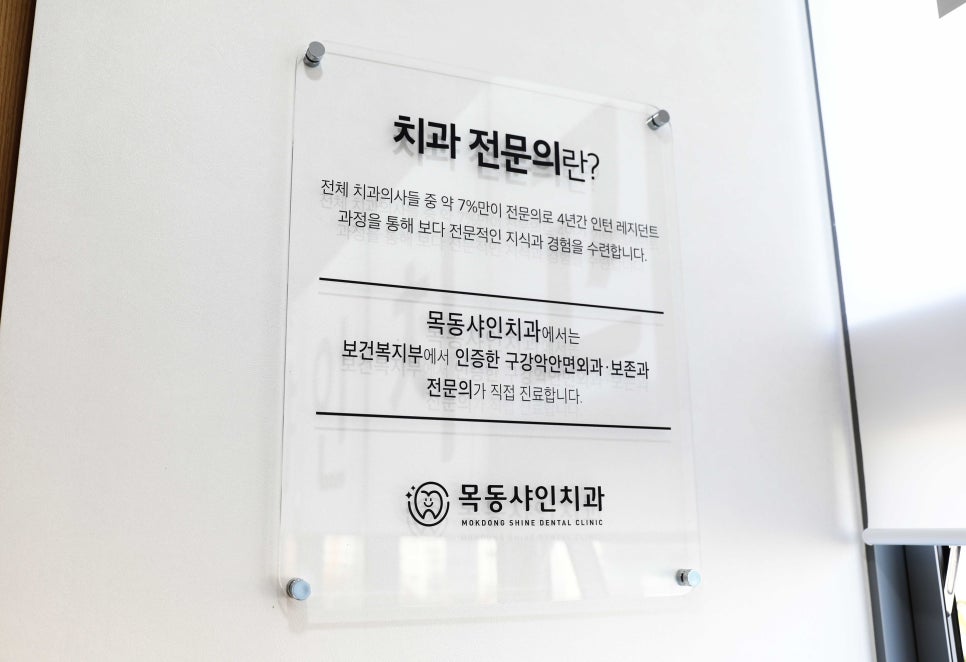 치과 전문의란?
전체 치과의사들 중 약 7%만이 전문의로 4년간 인턴 레지던트
과정을 통해 보다 전문적인 지식과 경험을 수련합니다.
목동샤인치과에서는
보건복지부에서 인증한 구강악안면외과·보존과
전문의가 직접 진료합니다.
목동샤인치과
MOKDONG SHINE DENTAL CLINIC